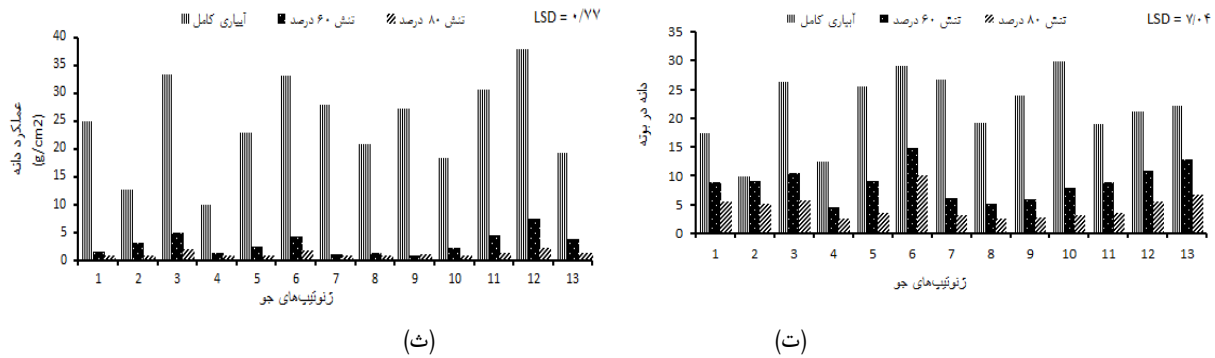 LSD = ۷/۰۴
آبیاری کامل
تنش ۶۰ درصد
تنش ۸۰ درصد
دانه در بوته
35
30
25
20
15
10
5
0
1 2 3 4 5 6 7 8 9 10 11 12 13
ژنوتیپ‌های جو
(ت)
LSD = ۰/۷۷
آبیاری کامل
تنش ۶۰ درصد
تنش ۸۰ درصد
عملکرد دانه
(g/cm2)
40
35
30
25
20
15
10
5
0
1 2 3 4 5 6 7 8 9 10 11 12 13
ژنوتیپ‌های جو
(ث)